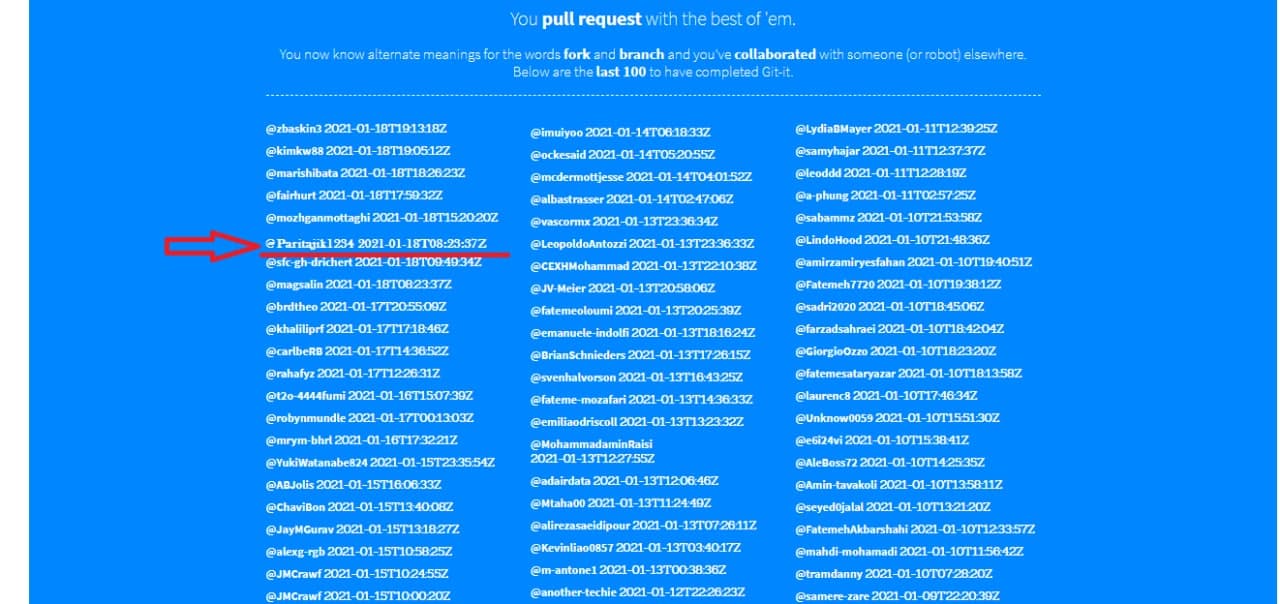 You pull request with the best of 'em.
You now know alternate meanings for the words fork and branch and you've collaborated with someone (or robot) elsewhere.
Below are the last 100 to have completed Git-it.
@zbaskin3 2021-01-18T19:13:18Z
@kimkw88 2021-01-18T19:05:12Z
@marishibata 2021-01-18T18:26:23Z
@fairhurt 2021-01-18T17:59:32Z
@mozhganmottaghi 2021-01-18T15:20:20Z
@Paritajik1234 2021-01-18T08:23:37Z
@sfc-gh-drichert 2021-01-18T09:49:34Z
@magsalin 2021-01-18T08:23:37Z
@brdtheo 2021-01-17T20:55:09Z
@khaliliprf 2021-01-17T17:18:46Z
@carlbeRB 2021-01-17T14:36:52Z
@rahafyz 2021-01-17T12:26:31Z
@t2o-4444fumi 2021-01-16T15:07:39Z
@robynmundle 2021-01-17T00:13:03Z
@mrym-bhrl 2021-01-16T17:32:21Z
@YukiWatanabe824 2021-01-15T23:35:54Z
@ABJolis 2021-01-15T16:06:33Z
@ChaviBon 2021-01-15T13:40:08Z
@JayMGurav 2021-01-15T13:18:27Z
@alexg-rgb 2021-01-15T10:58:25Z
@JMCrawf 2021-01-15T10:24:55Z
@JMCrawf 2021-01-15T10:00:20Z
@imuiyoo 2021-01-14T06:18:33Z
@ockesaid 2021-01-14T05:20:55Z
@mcdermottjesse 2021-01-14T04:01:52Z
@albastrasser 2021-01-14T02:47:06Z
@vascormx 2021-01-13T23:36:34Z
@LeopoldoAntozzi 2021-01-13T23:36:33Z
@CEXHMohammad 2021-01-13T22:10:38Z
@JV-Meier 2021-01-13T20:58:06Z
@fatemeoloumi 2021-01-13T20:25:39Z
@emanuele-indolfi 2021-01-13T18:16:24Z
@BrianSchnieders 2021-01-13T17:26:15Z
@svenhalvorson 2021-01-13T16:43:25Z
@fateme-mozafari 2021-01-13T14:36:33Z
@emiliaodriscoll 2021-01-13T13:23:32Z
@MohammadaminRaisi
2021-01-13T12:27:55Z
@adairdata 2021-01-13T12:06:46Z
@Mtaha00 2021-01-13T11:24:49Z
@alirezasaeidipour 2021-01-13T07:26:11Z
@Kevinliao0857 2021-01-13T03:40:17Z
@m-antone1 2021-01-13T00:38:36Z
@another-techie 2021-01-12T22:26:23Z
@LydiaBMayer 2021-01-11T12:39:25Z
@samyhajar 2021-01-11T12:37:37Z
@leoddd 2021-01-11T12:28:19Z
@a-phung 2021-01-11T02:57:25Z
@sabammz 2021-01-10T21:53:58Z
@LindoHood 2021-01-10T21:48:36Z
@amirzamiryesfahan 2021-01-10T19:40:51Z
@Fatemeh7720 2021-01-10T19:38:12Z
@sadri2020 2021-01-10T18:45:06Z
@farzadsahraei 2021-01-10T18:42:04Z
@GiorgioOzzo 2021-01-10T18:23:20Z
@fatemesataryazar 2021-01-10T18:13:58Z
@laurenc8 2021-01-10T17:46:34Z
@Unknow0059 2021-01-10T15:51:30Z
@e6i24vi 2021-01-10T15:38:41Z
@AleBoss72 2021-01-10T14:25:35Z
@Amin-tavakoli 2021-01-10T13:58:11Z
@seyed0jalal 2021-01-10T13:21:20Z
@FatemehAkbarshahi 2021-01-10T12:33:57Z
@mahdi-mohamadi 2021-01-10T11:56:42Z
@tramdanny 2021-01-10T07:28:20Z
@samere-zare 2021-01-09T22:20:39Z